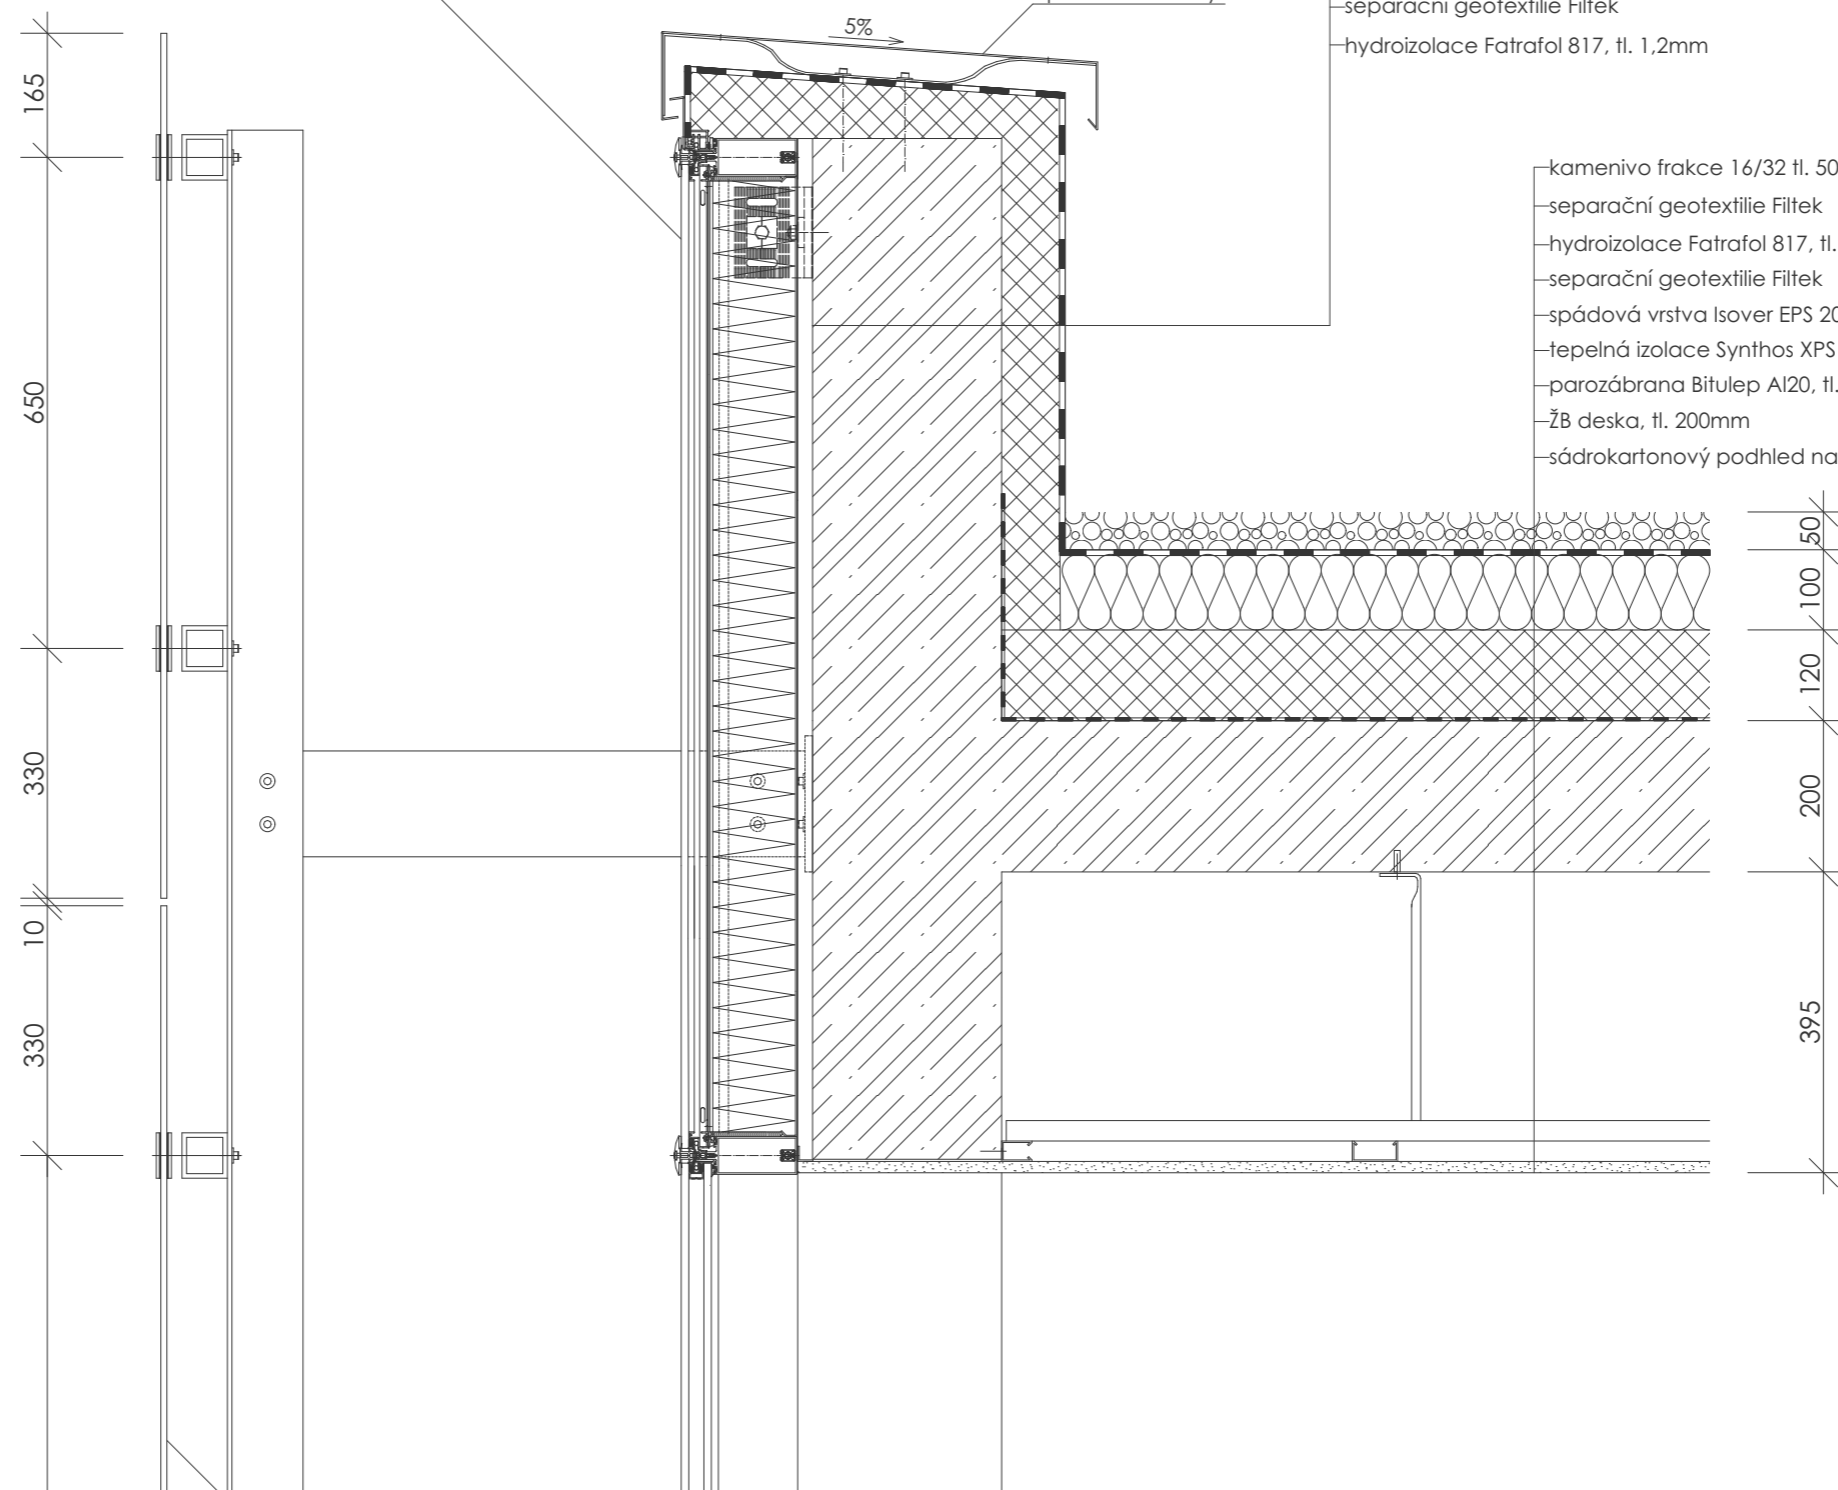 separační geotextilie Filtek
hydroizolace Fatrafol 817, tl. 1,2mm
5%
kamenivo frakce 16/32 tl. 50
separační geotextilie Filtek
hydroizolace Fatrafol 817, tl.
separační geotextilie Filtek
spádová vrstva Isover EPS 20
tepelná izolace Synthos XPS
parozábrana Bitulep Al20, tl.
ŽB deska, tl. 200mm
sádrokartonový podhled na
165
650
330
10
330
50
100
120
200
395